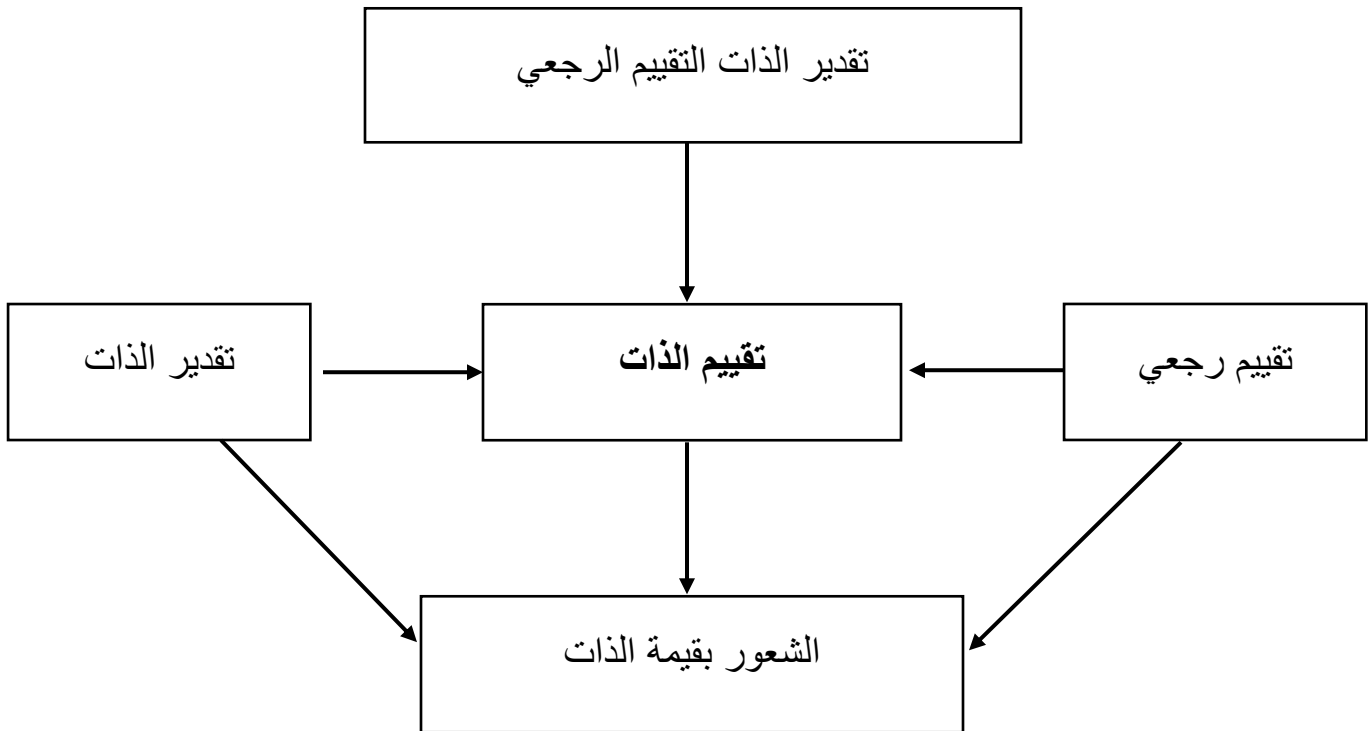 تقدير الذات التقييم الرجعي
تقييم رجعي
تقييم الذات
تقدير الذات
الشعور بقيمة الذات